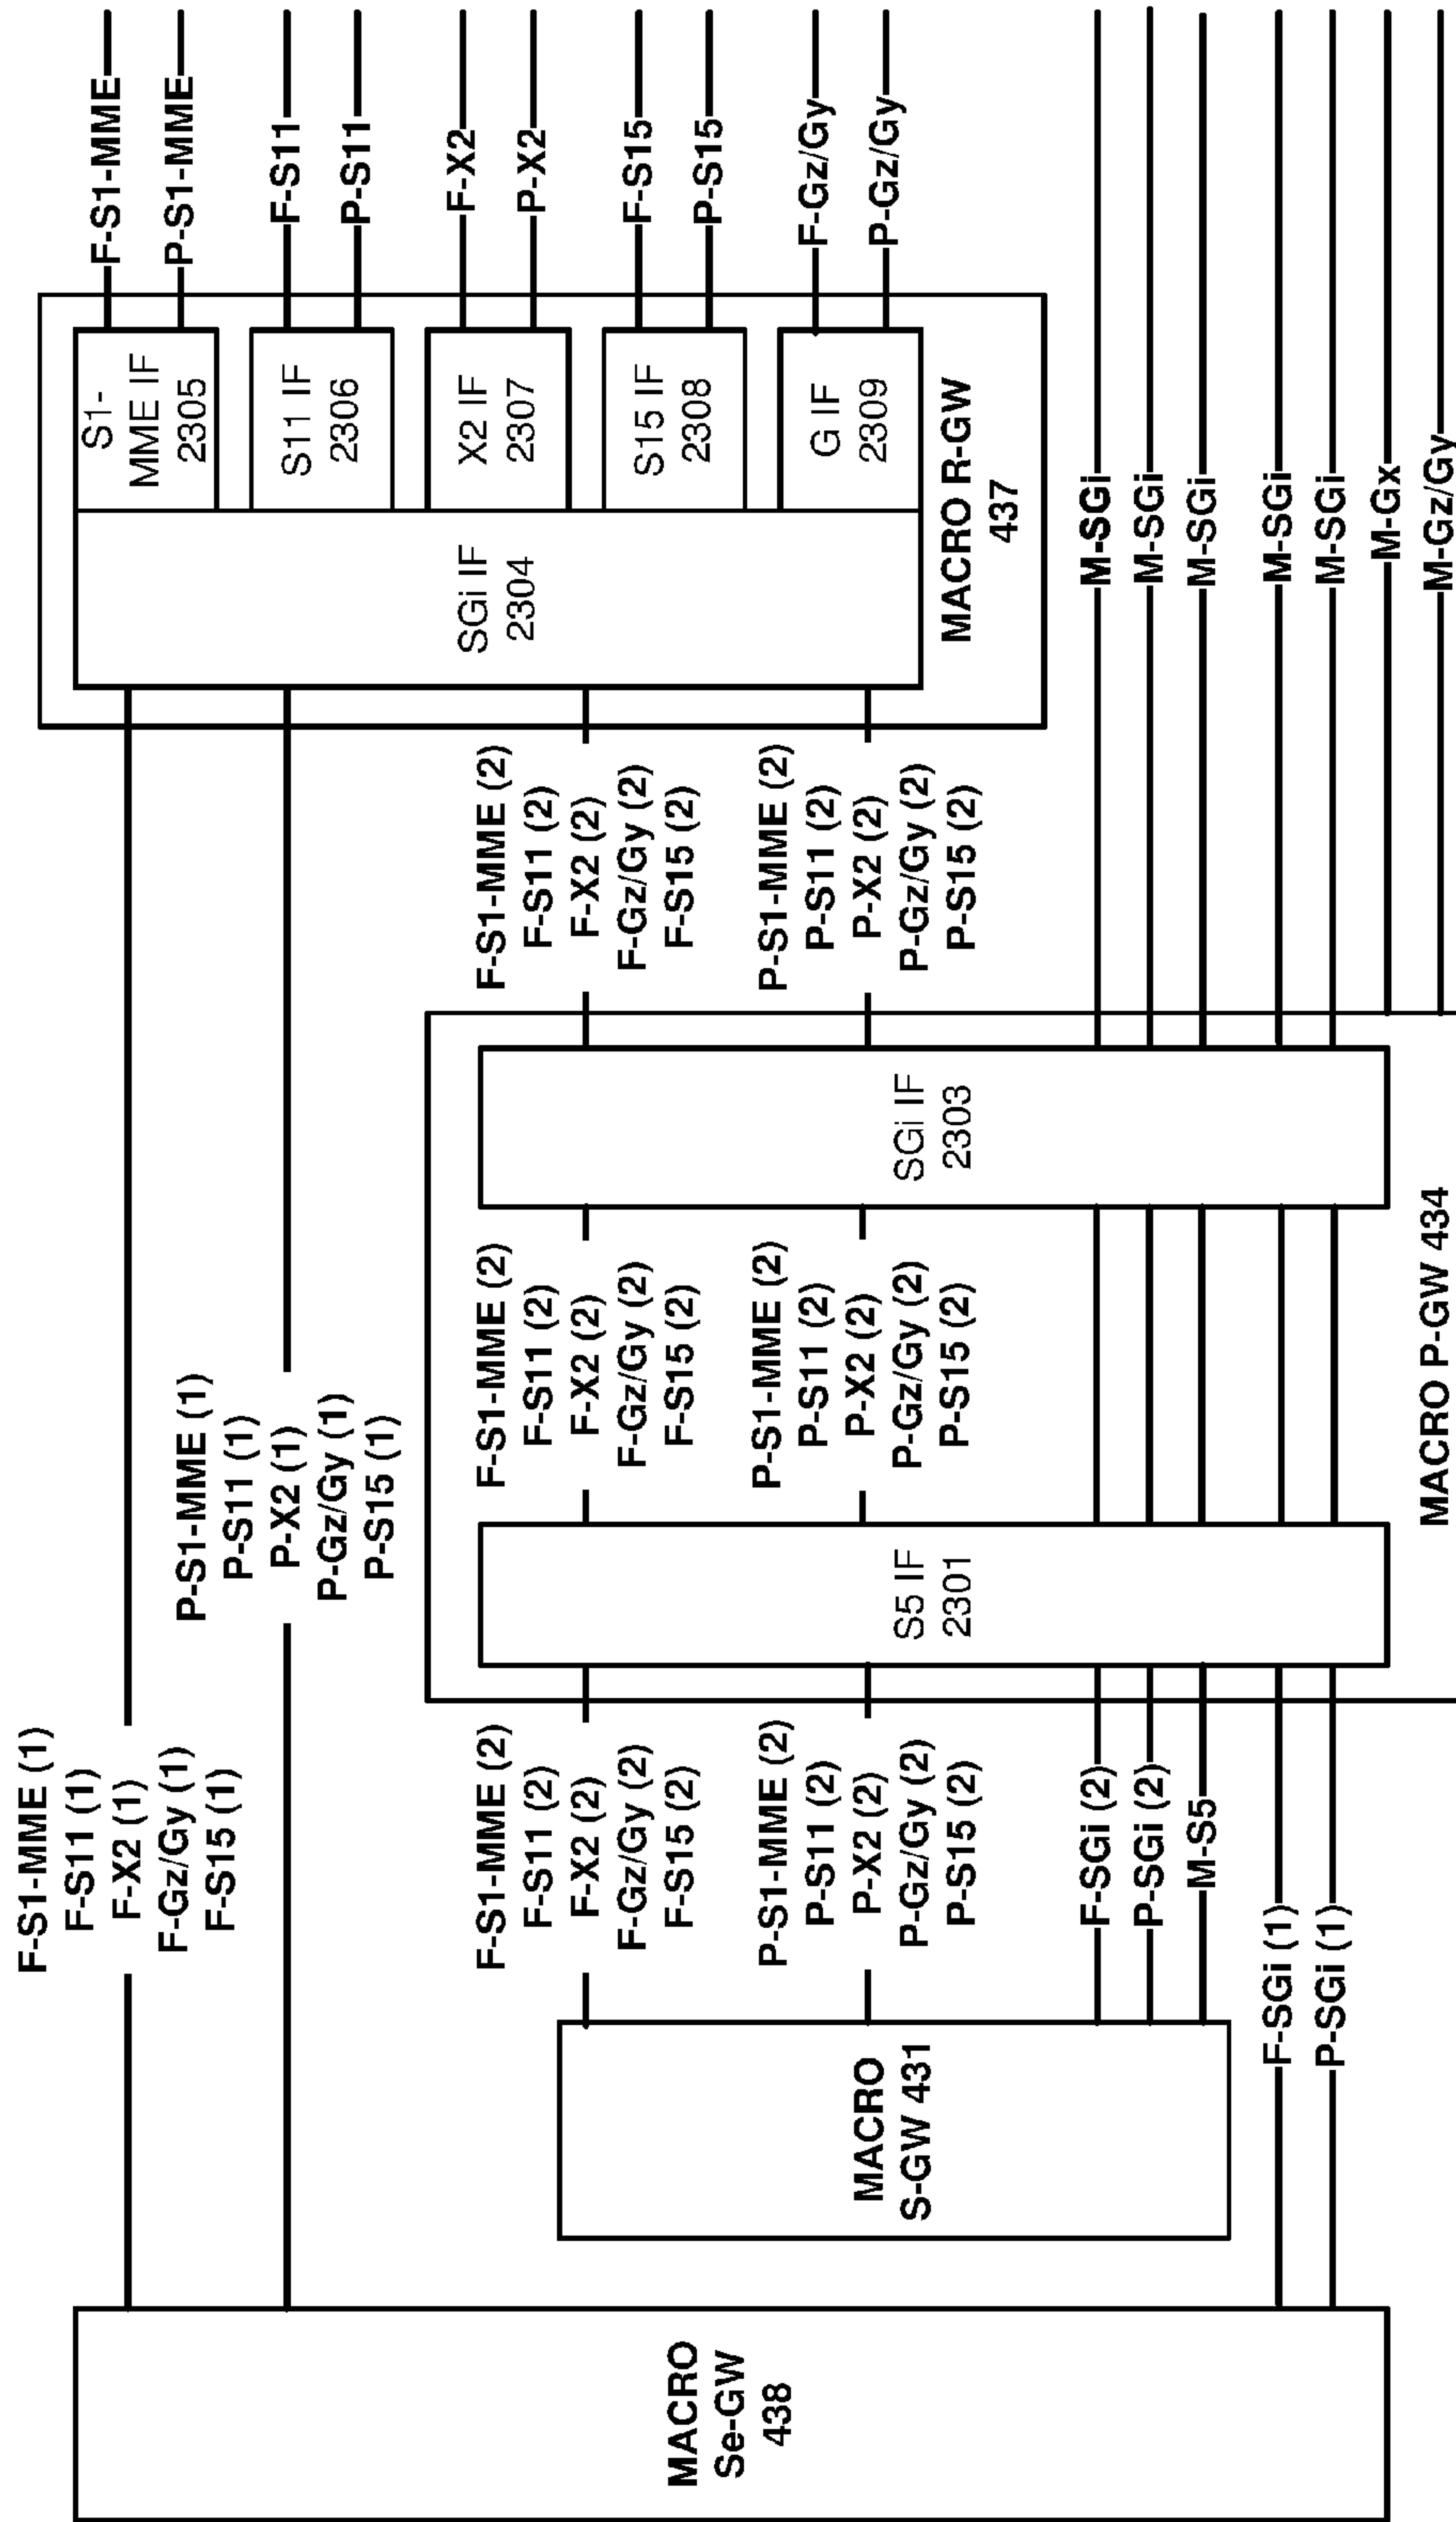 MACRO
Se-GW
438
F-S1-MME (1)
F-S11 (1)
F-X2 (1)
F-Gz/Gy (1)
F-S15 (1)
P-S1-MME (1)
P-S11 (1)
P-X2 (1)
P-Gz/Gy (1)
P-S15 (1)
MACRO
S-GW 431
F-S1-MME (2)
F-S11 (2)
F-X2 (2)
F-Gz/Gy (2)
F-S15 (2)
P-S1-MME (2)
P-S11 (2)
P-X2 (2)
P-Gz/Gy (2)
P-S15 (2)
F-SGi (2)
P-SGi (2)
M-S5
F-SGi (1)
P-SGi (1)
S5 IF
2301
F-S1-MME (2)
F-S11 (2)
F-X2 (2)
F-Gz/Gy (2)
F-S15 (2)
P-S1-MME (2)
P-S11 (2)
P-X2 (2)
P-Gz/Gy (2)
P-S15 (2)
SGi IF
2303
MACRO P-GW 434
F-S1-MME (2)
F-S11 (2)
F-X2 (2)
F-Gz/Gy (2)
F-S15 (2)
P-S1-MME (2)
P-S11 (2)
P-X2 (2)
P-Gz/Gy (2)
P-S15 (2)
SGi IF
2304
S1-
MME IF
2305
S11 IF
2306
X2 IF
2307
S15 IF
2308
G IF
2309
MACRO R-GW
437
F-S1-MME
P-S1-MME
F-S11
P-S11
F-X2
P-X2
F-S15
P-S15
F-Gz/Gy
P-Gz/Gy
M-SGi
M-SGi
M-SGi
M-SGi
M-SGi
M-Gx
M-Gz/Gy